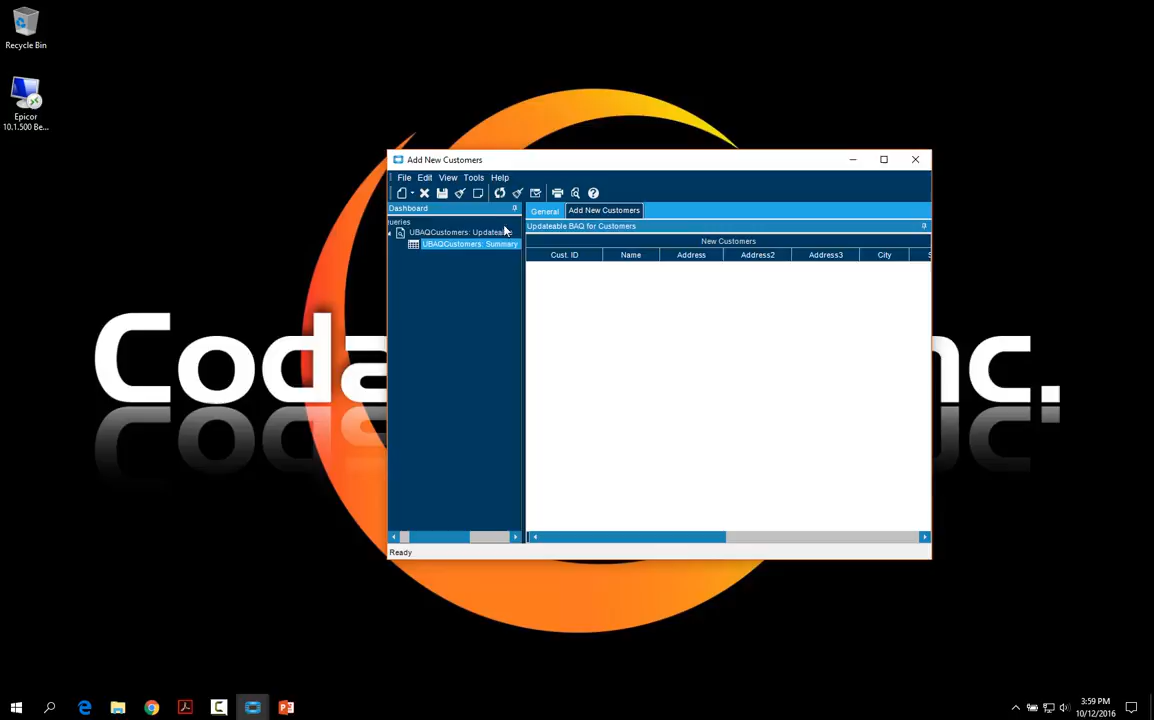 Recycle Bin
Epicor
10.1.500 Be...
Coda
nc.
Add New Customers
File Edit View Tools Help
Dashboard
ueries
UBAQCustomers: Updateable
UBAQCustomers: Summary
General Add New Customers
Updateable BAQ for Customers
New Customers
Cust. ID Name Address Address2 Address3 City S
Ready
3:59 PM
10/12/2016